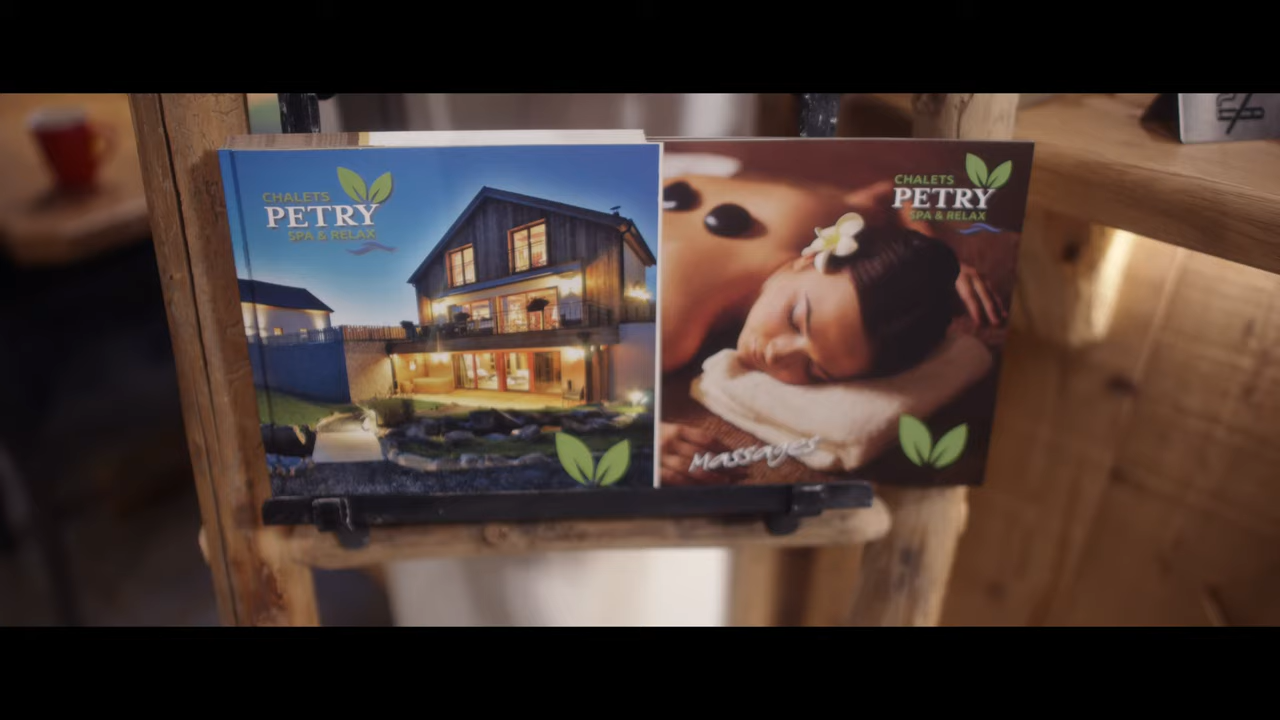 CHALETS
PETRY
SPA & RELAX
CHALETS
PETRY
SPA & RELAX
Massages